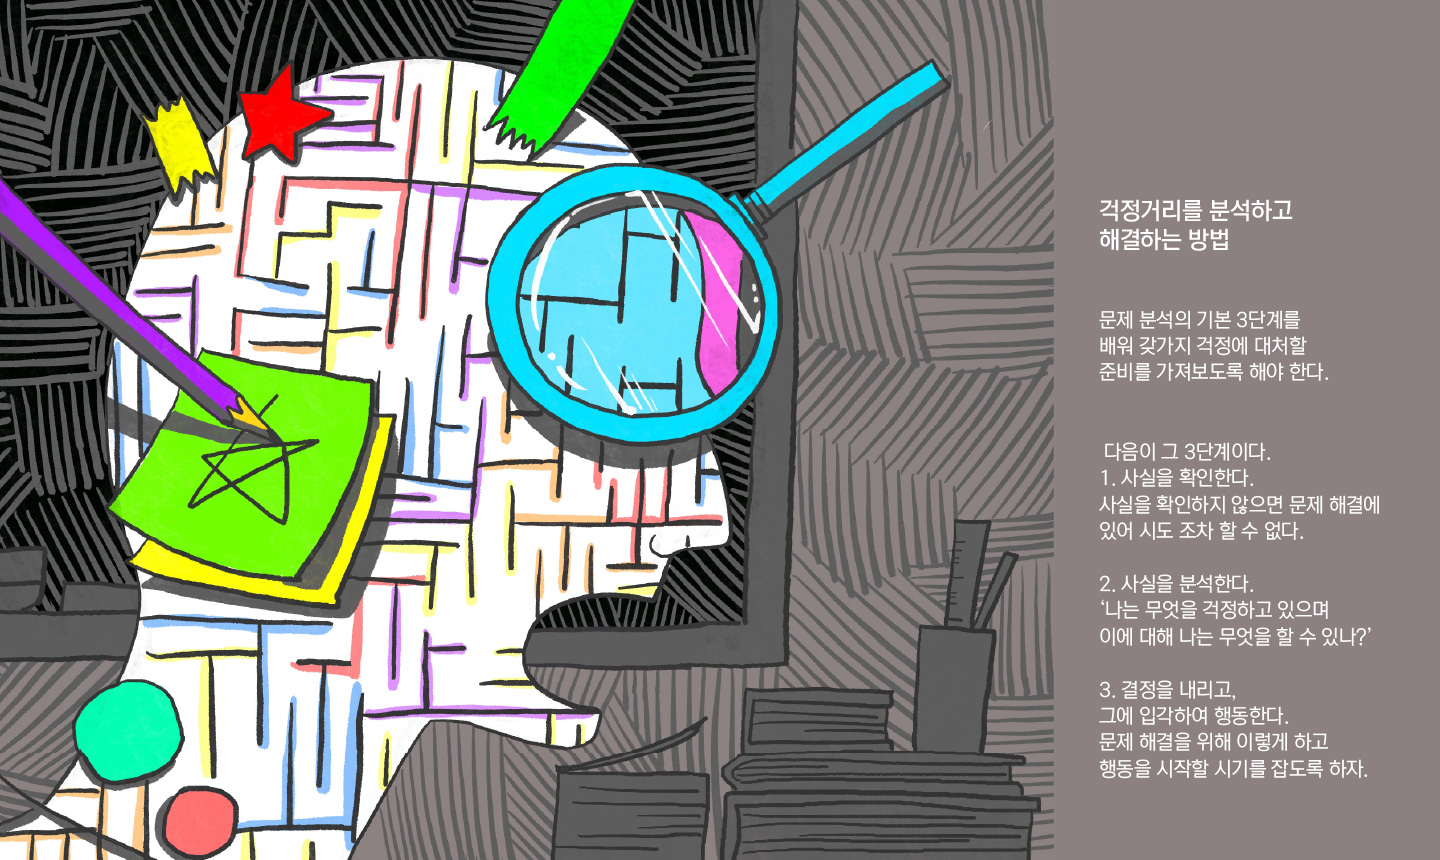 걱정거리를 분석하고
해결하는 방법
문제 분석의 기본 3단계를
배워 갖가지 걱정에 대처할
준비를 가져보도록 해야 한다.
다음이 그 3단계이다.
1. 사실을 확인한다.
사실을 확인하지 않으면 문제 해결에
있어 시도 조차 할 수 없다.
2. 사실을 분석한다.
‘나는 무엇을 걱정하고 있으며
이에 대해 나는 무엇을 할 수 있나?’
3. 결정을 내리고,
그에 입각하여 행동한다.
문제 해결을 위해 이렇게 하고
행동을 시작할 시기를 잡도록 하자.